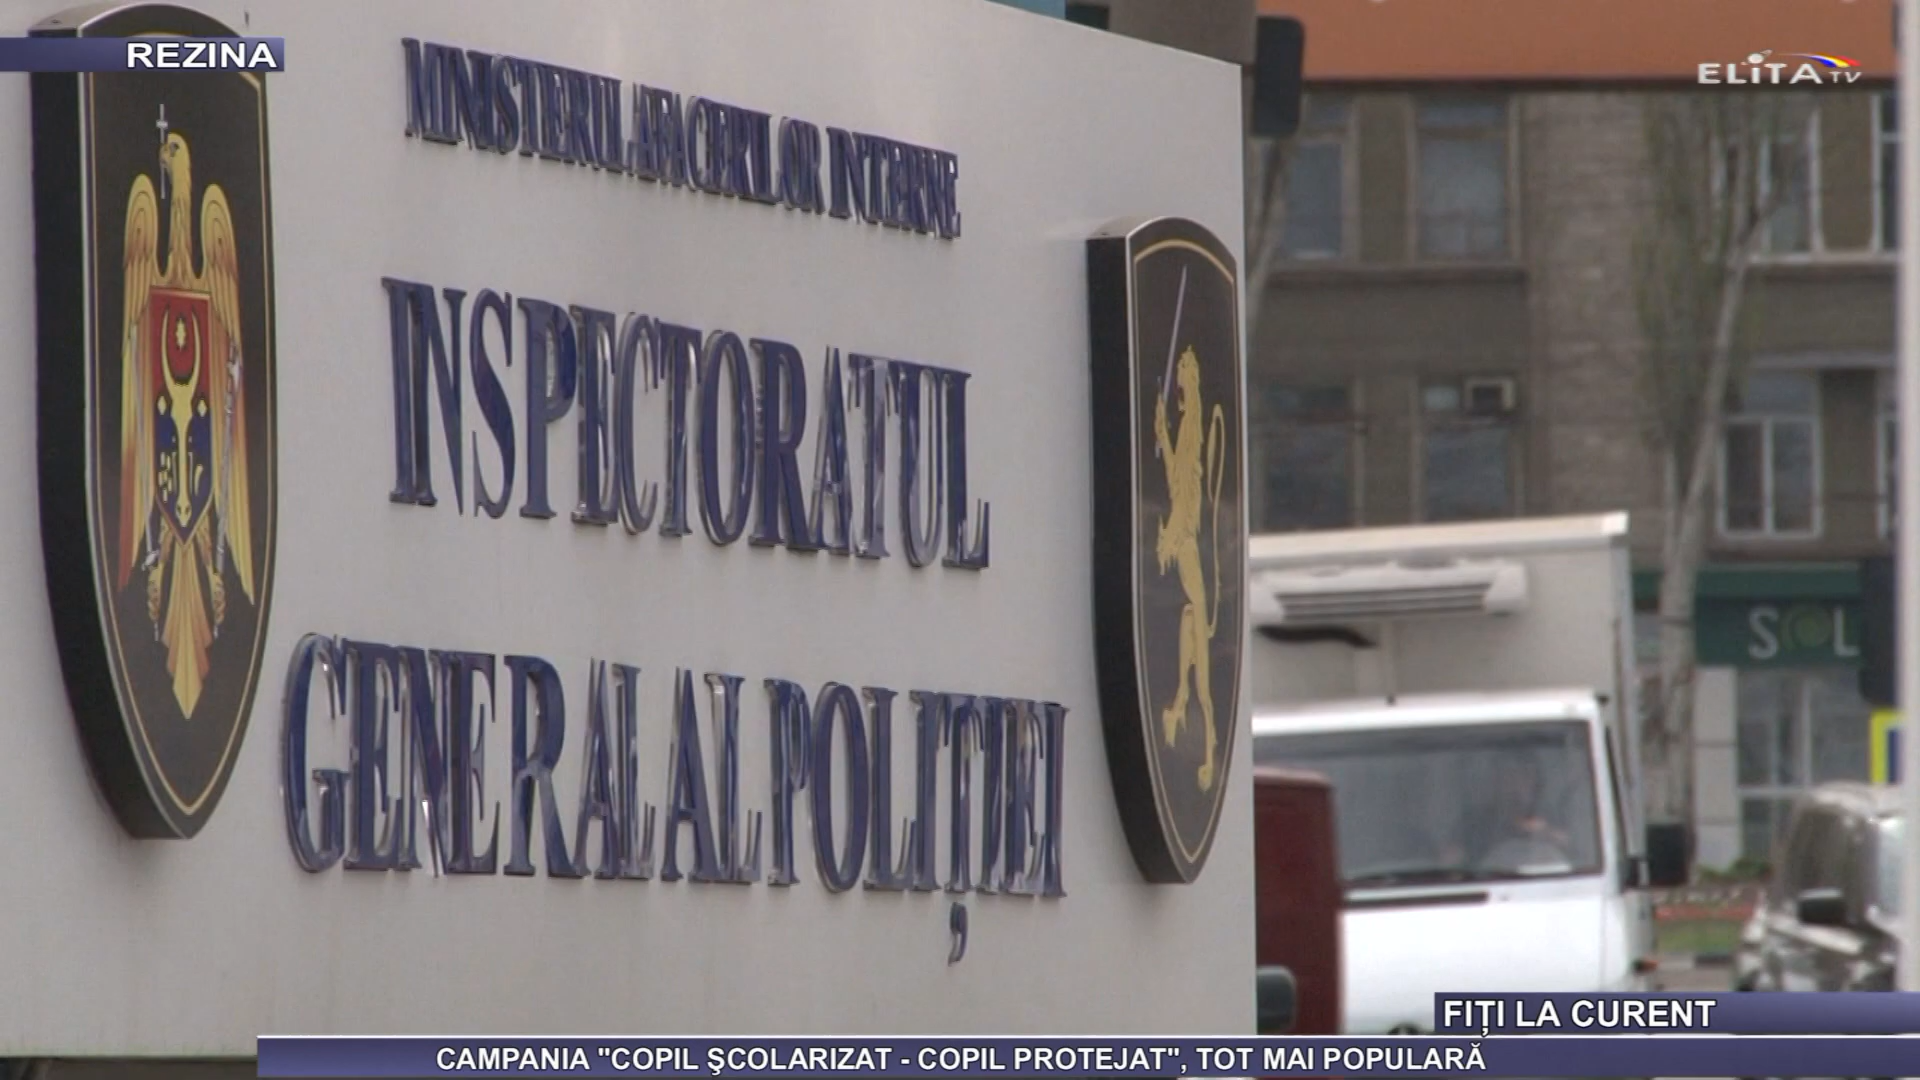 REZINA
ELiTA TV
MINISTERUL AFACERILOR INTERNE
INSPECTORATUL
GENERAL AL POLIȚIEI
SOL
FIȚI LA CURENT
CAMPANIA "COPIL ŞCOLARIZAT - COPIL PROTEJAT", TOT MAI POPULARĂ